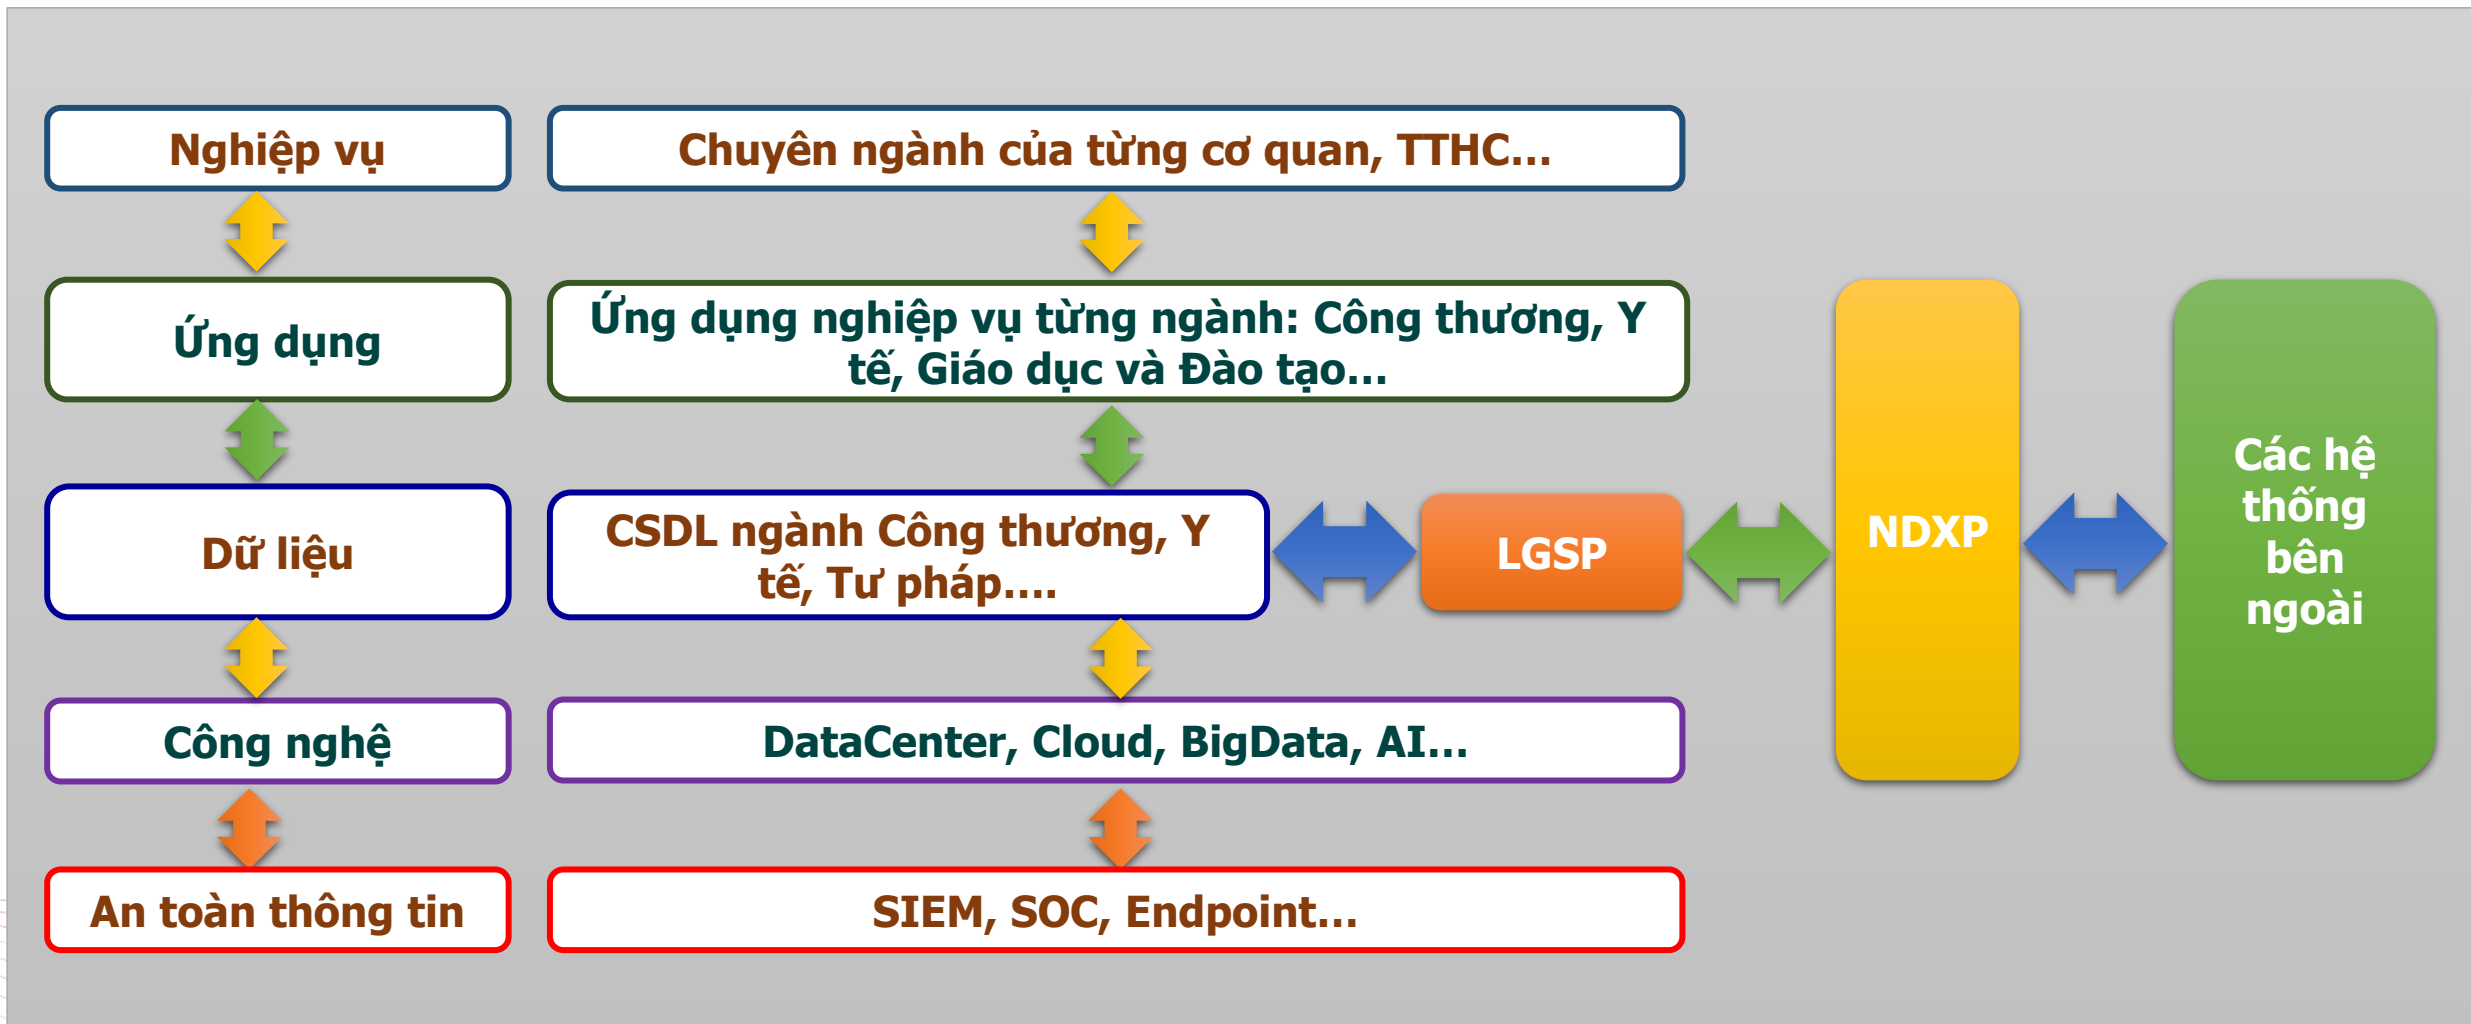 Nghiệp vụ
Chuyên ngành của từng cơ quan, TTHC...
Ứng dụng
Ứng dụng nghiệp vụ từng ngành: Công thương, Y
tế, Giáo dục và Đào tạo...
Dữ liệu
CSDL ngành Công thương, Y
tế, Tư pháp....
LGSP
NDXP
Các hệ
thống
bên
ngoài
Công nghệ
DataCenter, Cloud, BigData, AI...
An toàn thông tin
SIEM, SOC, Endpoint...